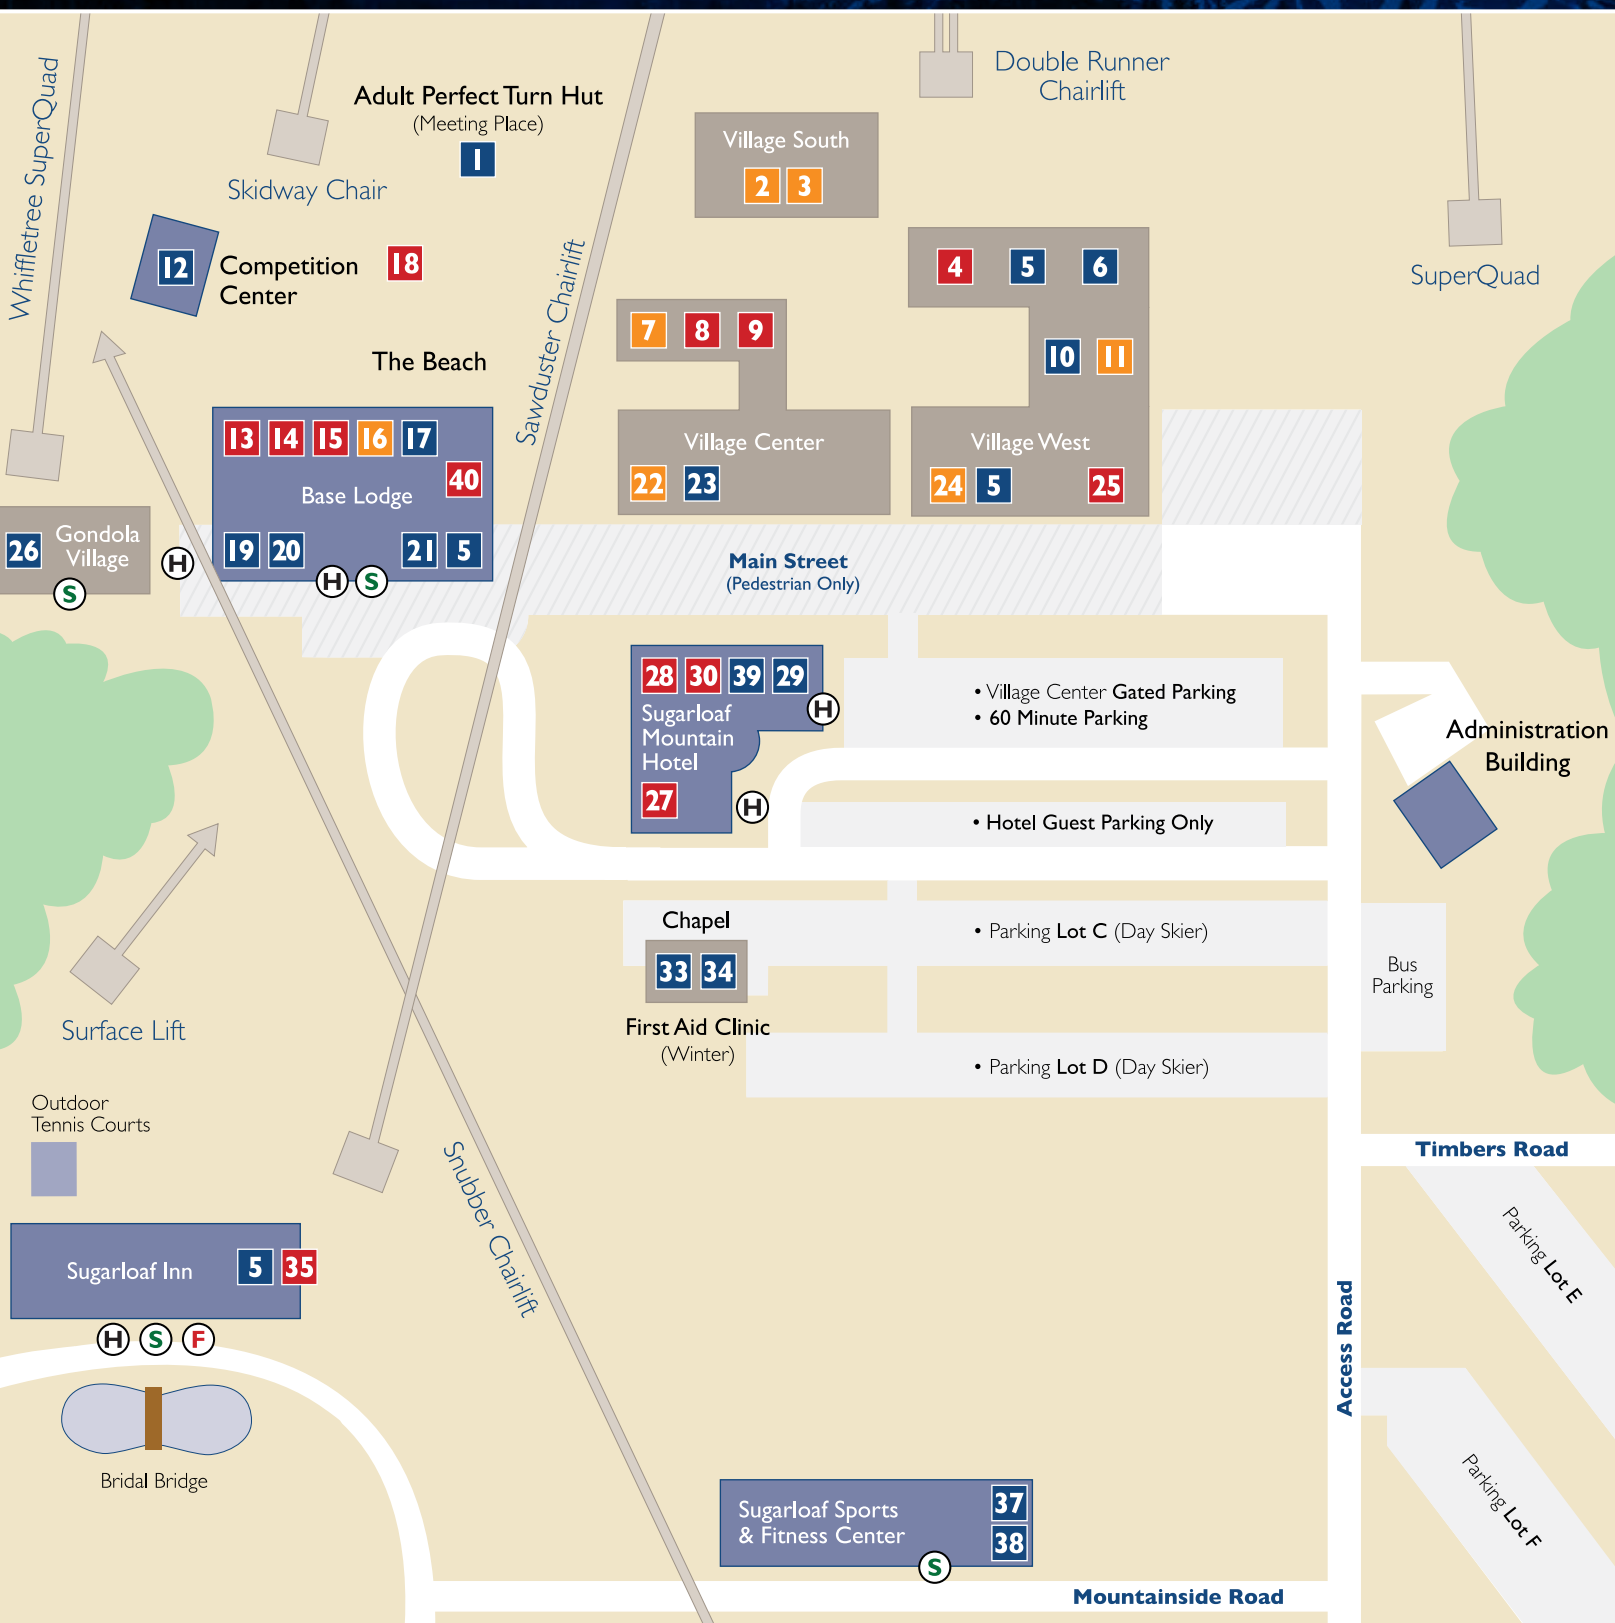 Double Runner
Chairlift
Whiffletree SuperQuad
Adult Perfect Turn Hut
(Meeting Place)
1
Skidway Chair
Village South
2 3
12
Competition
Center
18
Sawduster Chairlift
4 5 6
SuperQuad
7 8 9
10 11
The Beach
13 14 15 16 17
40
Base Lodge
19 20 21 5
H S
Village Center
22 23
Village West
24 5 25
26
Gondola
Village
S
H
Main Street
(Pedestrian Only)
28 30 39 29
Sugarloaf
Mountain
Hotel
27
H
H
• Village Center Gated Parking
• 60 Minute Parking
• Hotel Guest Parking Only
Administration
Building
Chapel
33 34
First Aid Clinic
(Winter)
• Parking Lot C (Day Skier)
Bus
Parking
• Parking Lot D (Day Skier)
Surface Lift
Outdoor
Tennis Courts
Snubber Chairlift
Timbers Road
Parking Lot E
Sugarloaf Inn
5 35
H S F
Access Road
Bridal Bridge
Parking Lot F
Sugarloaf Sports
& Fitness Center
37
38
S
Mountainside Road